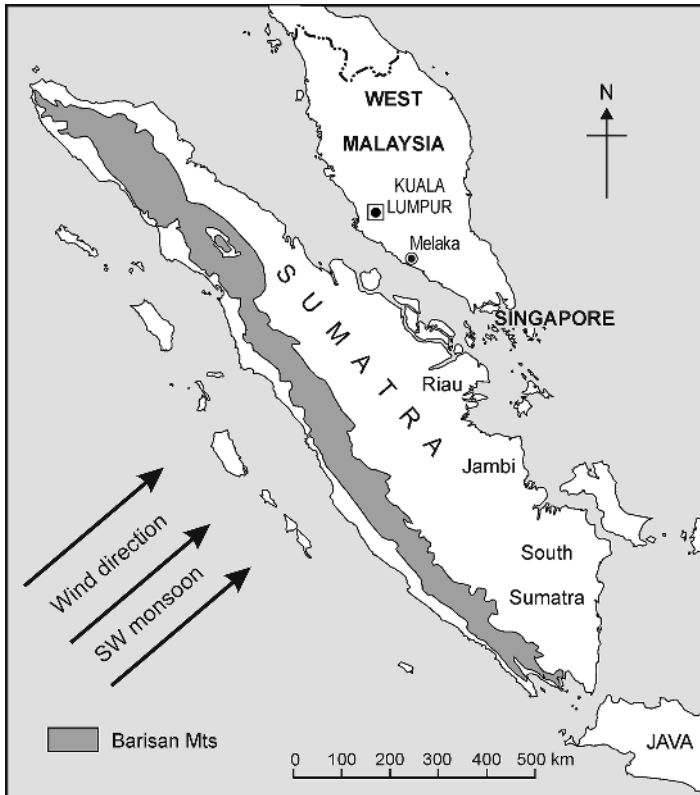 N
WEST
MALAYSIA
KUALA
LUMPUR
Melaka
SINGAPORE
SUMATRA
Riau
Jambi
South
Sumatra
Wind direction
SW monsoon
Barisan Mts
JAVA
0 100 200 300 400 500 km